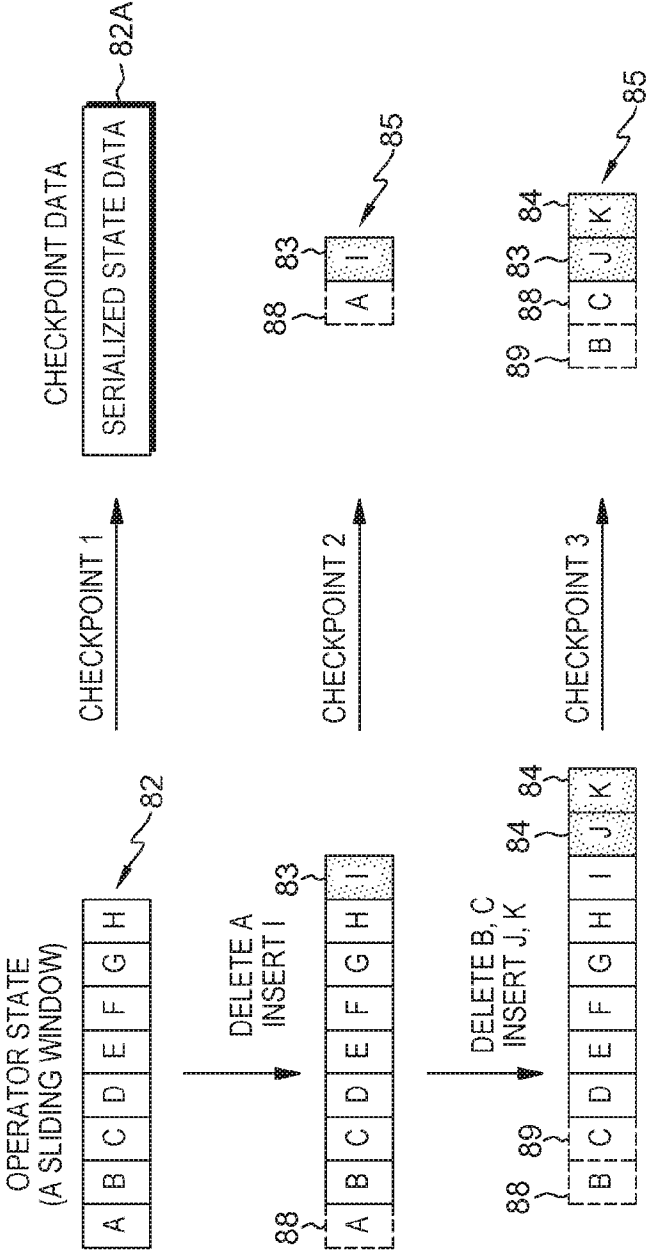 OPERATOR STATE
(A SLIDING WINDOW)
CHECKPOINT DATA
A B C D E F G H
82
CHECKPOINT 1
SERIALIZED STATE DATA
82A
DELETE A
INSERT I
88
83
A B C D E F G H I
CHECKPOINT 2
88
83
A I
85
DELETE B, C
INSERT J, K
88
89
84
84
B C D E F G H I J K
CHECKPOINT 3
89
88
83
84
B C J K
85